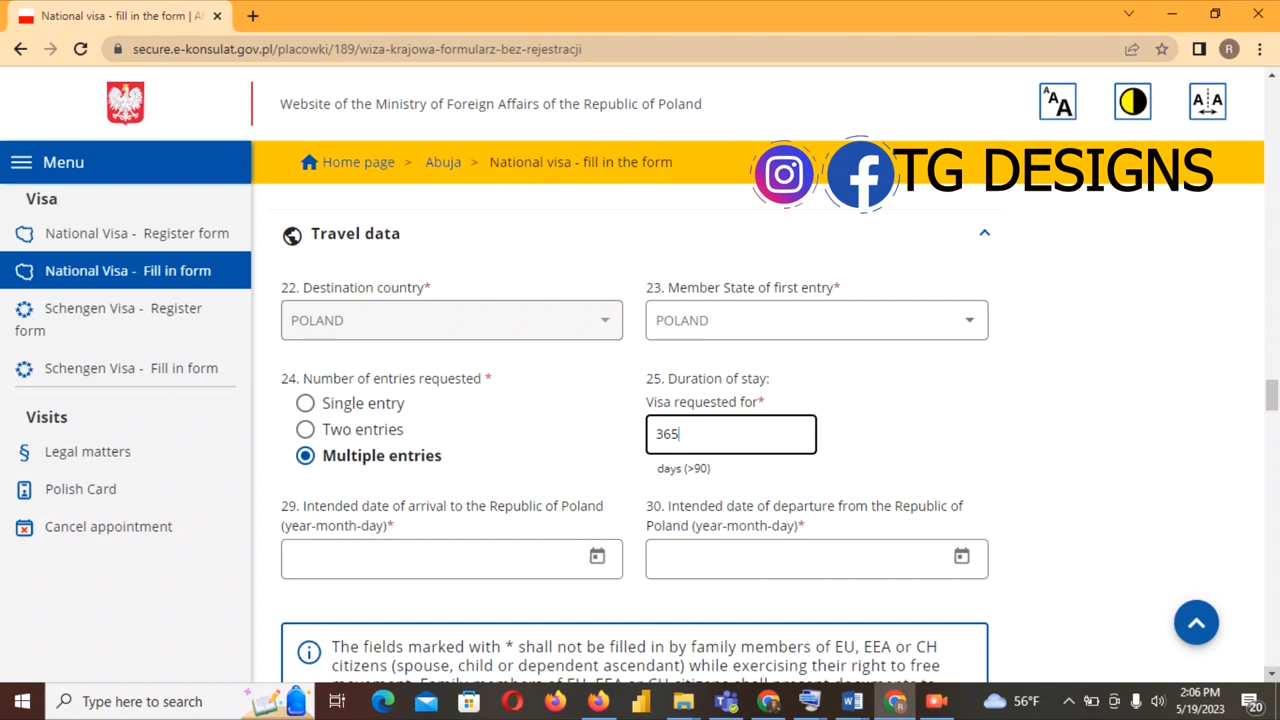 National visa - fill in the form | Al
secure.e-konsulat.gov.pl/placowki/189/wiza-krajowa-formularz-bez-rejestracji
R
Website of the Ministry of Foreign Affairs of the Republic of Poland
A A A
A A
Menu
Home page > Abuja > National visa - fill in the form
TG DESIGNS
Visa
National Visa - Register form
National Visa - Fill in form
Schengen Visa - Register
form
Schengen Visa - Fill in form
Visits
Legal matters
Polish Card
Cancel appointment
Travel data
22. Destination country*
23. Member State of first entry*
POLAND
POLAND
24. Number of entries requested *
25. Duration of stay:
Single entry
Visa requested for*
Two entries
365
Multiple entries
days (>90)
29. Intended date of arrival to the Republic of Poland
(year-month-day)*
30. Intended date of departure from the Republic of
Poland (year-month-day)*
The fields marked with * shall not be filled in by family members of EU, EEA or CH
citizens (spouse, child or dependent ascendant) while exercising their right to free
Type here to search
56°F
2:06 PM
5/19/2023
20